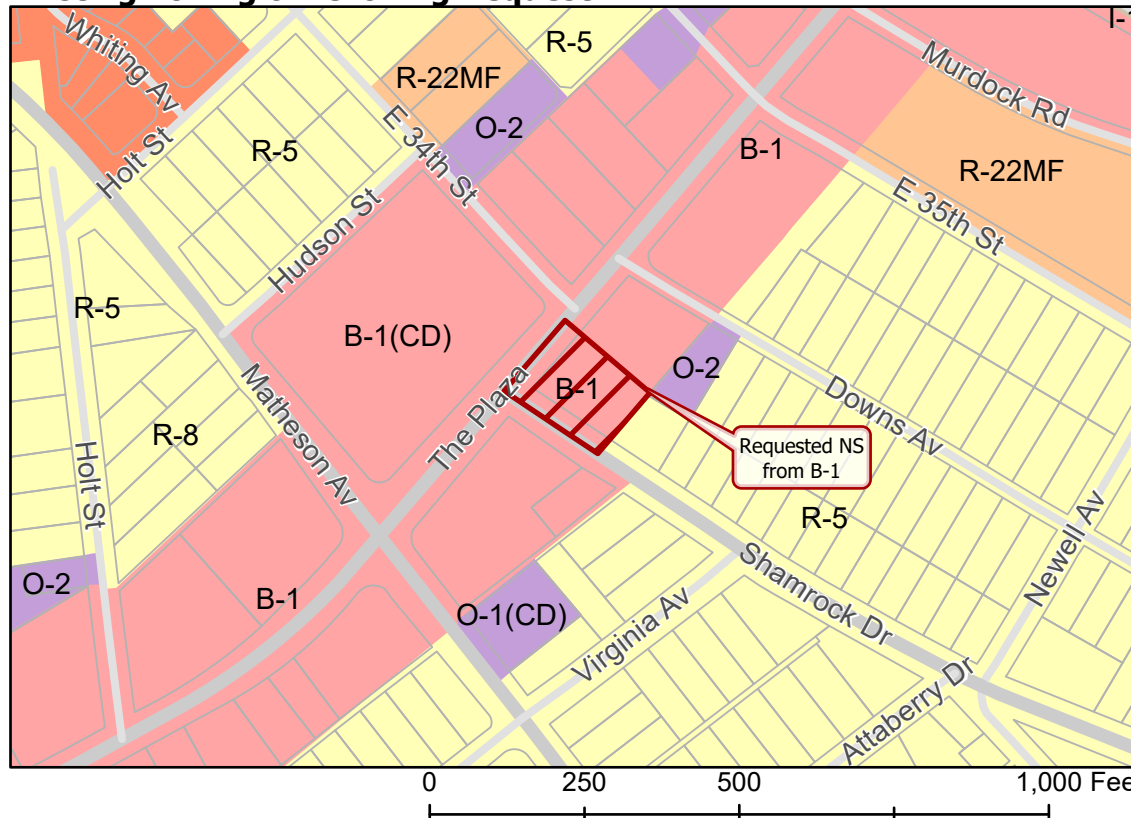 I-1
Whiting Av
R-5
R-22MF
Murdock Rd
Holt St
R-5
E 34th St
O-2
B-1
R-22MF
E 35th St
Hudson St
R-5
B-1(CD)
The Plaza
B-1
O-2
Downs Av
Requested NS
from B-1
Matheson Av
R-8
Holt St
R-5
Newell Av
O-2
B-1
O-1(CD)
Virginia Av
Shamrock Dr
Attaberry Dr
0 250 500 1,000 Fee